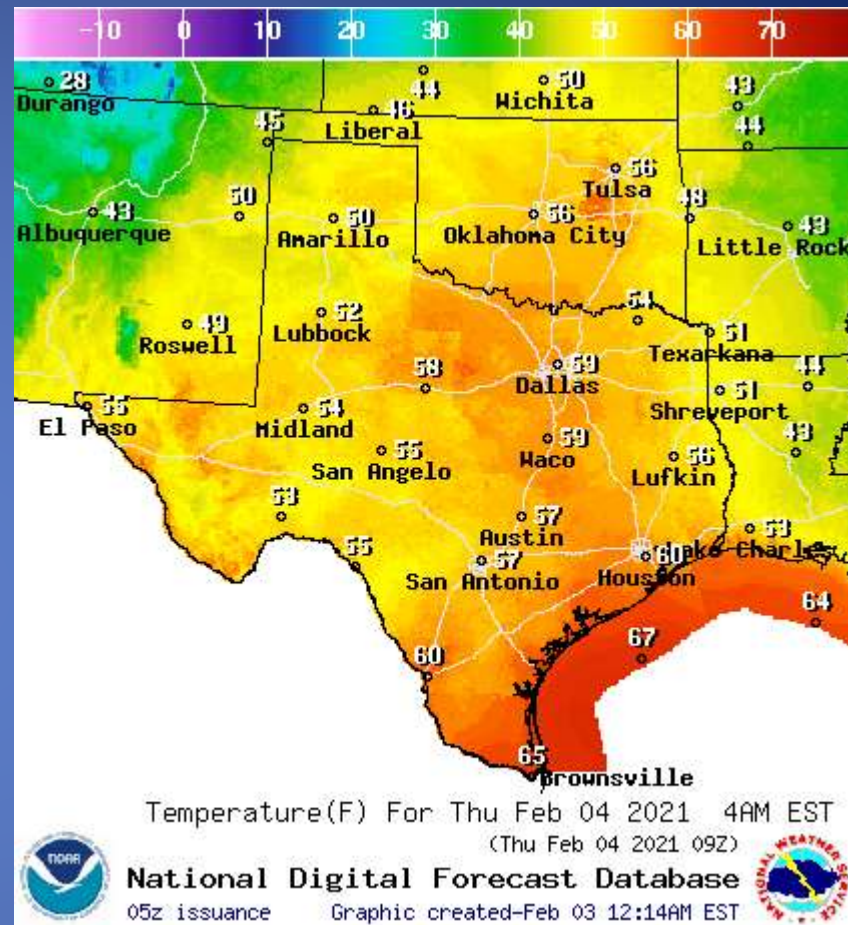 -10 0 10 20 30 40 50 60 70
28
Durango
44
50
Wichita
43
46
Liberal
45
44
56
Tulsa
43
Albuquerque
50
50
Amarillo
56
Oklahoma City
48
43
Little Rock
49
Roswell
52
Lubbock
54
51
Texarkana
59
Dallas
58
51
Shreveport
44
55
El Paso
54
Midland
55
San Angelo
59
Waco
56
Lufkin
43
53
57
Austin
53
Lake Charles
55
57
San Antonio
60
Houston
64
67
60
65
Brownsville
Temperature(F) For Thu Feb 04 2021 4AM EST
(Thu Feb 04 2021 09Z)
NOAA
National Digital Forecast Database
05z issuance Graphic created-Feb 03 12:14AM EST
NATIONAL WEATHER SERVICE